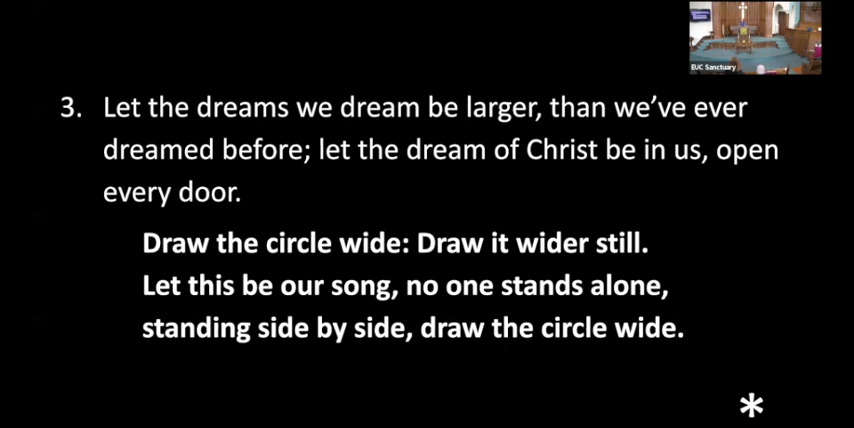 EUC Sanctuary
3. Let the dreams we dream be larger, than we’ve ever
dreamed before; let the dream of Christ be in us, open
every door.
Draw the circle wide: Draw it wider still.
Let this be our song, no one stands alone,
standing side by side, draw the circle wide.
*